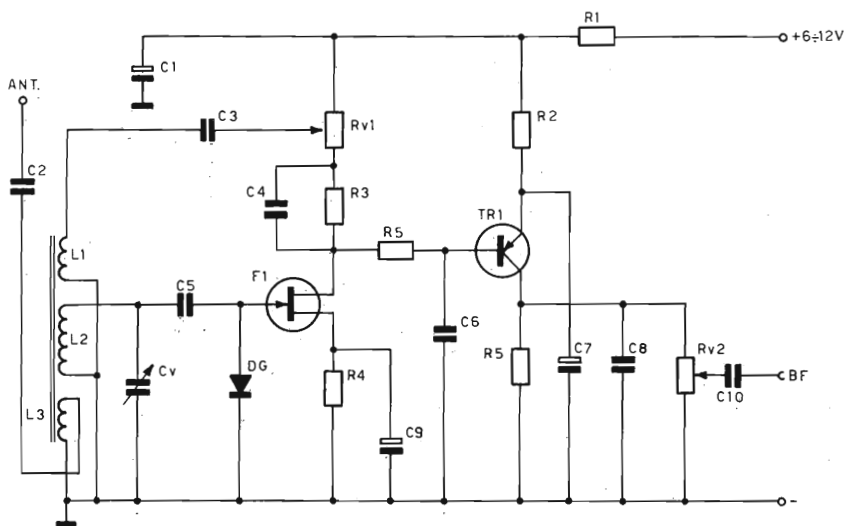 R1
+6÷12V
C1
ANT.
C3
Rv1
R2
C2
C4
R3
TR1
R5
L1
F1
C5
L2
C6
C7
C8
Rv2
R5
Cv
DG
R4
BF
C10
L3
C9
-